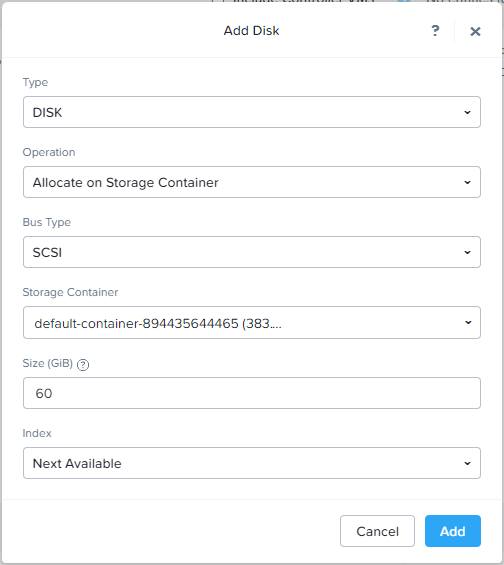 Add Disk
?
Type
DISK
Operation
Allocate on Storage Container
Bus Type
SCSI
Storage Container
default-container-894435644465 (383....
Size (GiB) ?
60
Index
Next Available
Cancel Add